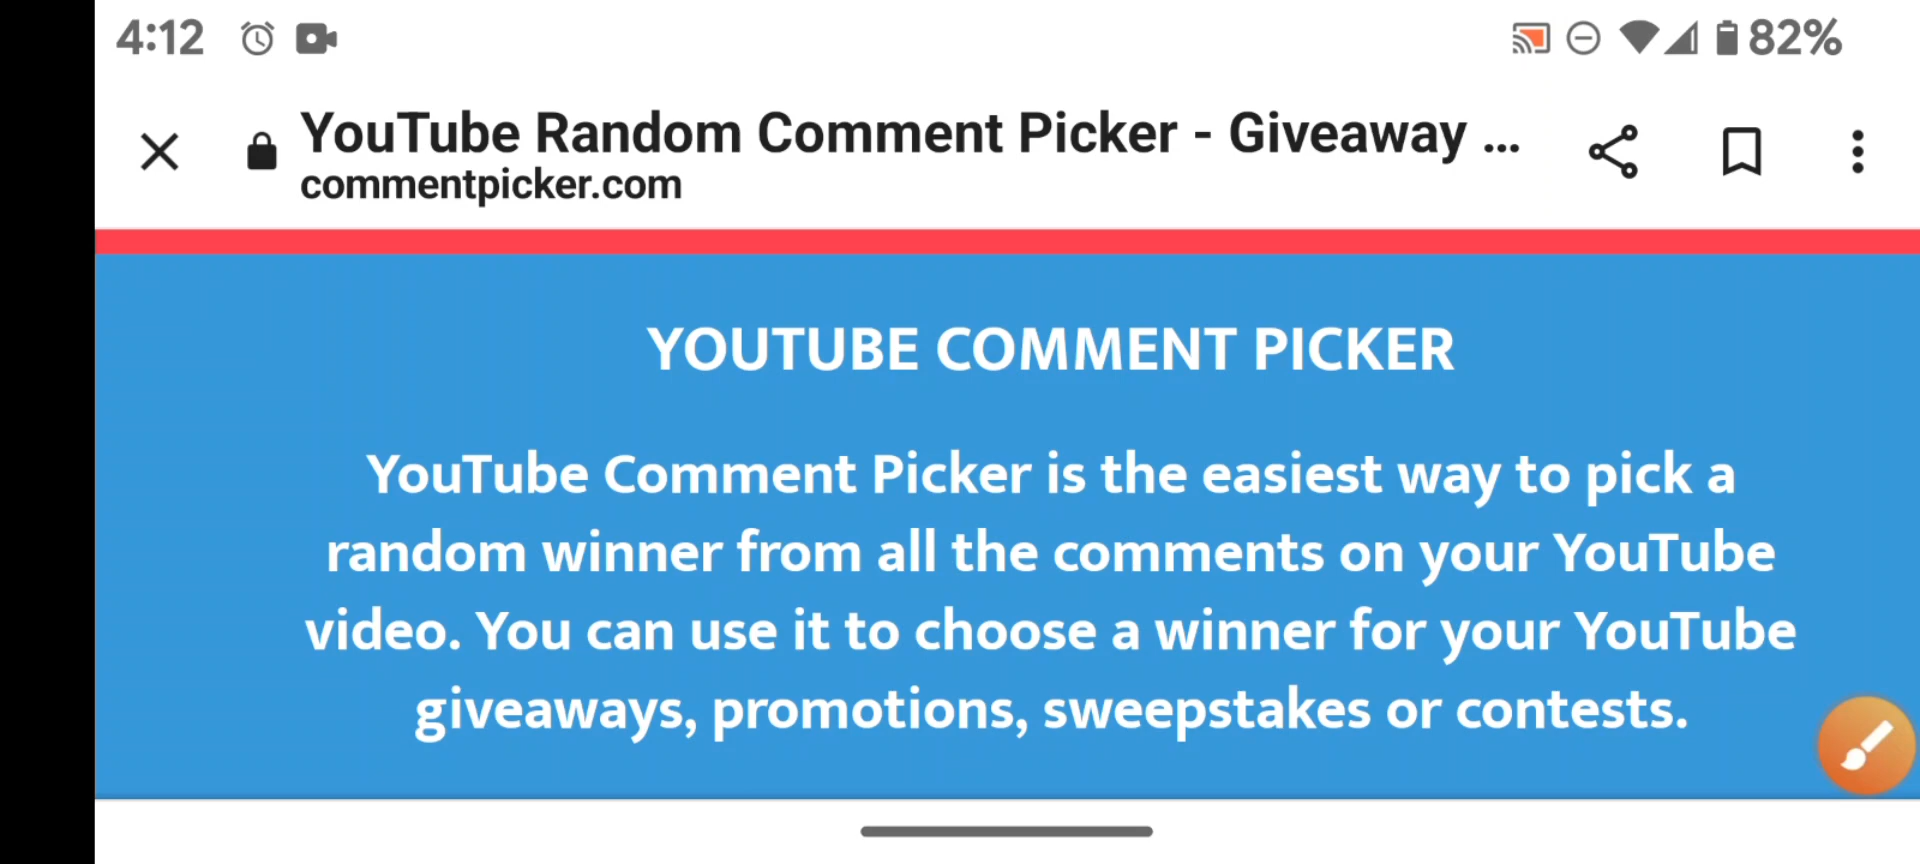 4:12 82%
YouTube Random Comment Picker - Giveaway ...
commentpicker.com
YOUTUBE COMMENT PICKER
YouTube Comment Picker is the easiest way to pick a
random winner from all the comments on your YouTube
video. You can use it to choose a winner for your YouTube
giveaways, promotions, sweepstakes or contests.